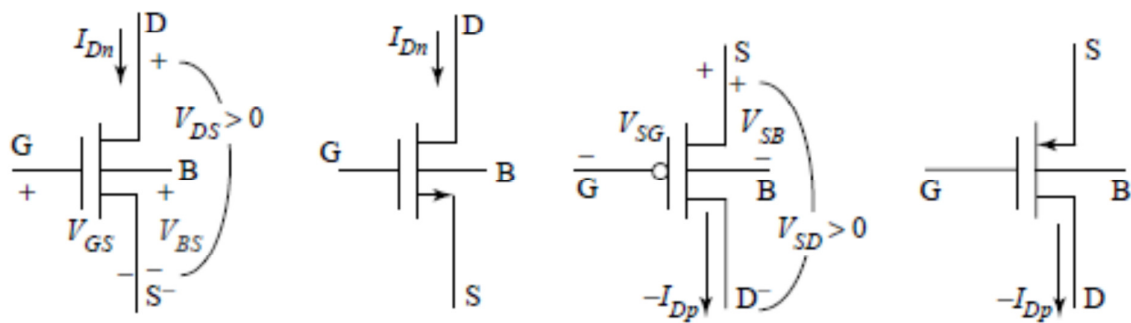 I_Dn D
+
V_DS > 0
G
+
B
+
V_GS V_BS
− −
S−
I_Dn D
G
B
S
S
+ +
V_SG V_SB
− −
G B
V_SD > 0
−I_Dp D−
S
G
B
−I_Dp D